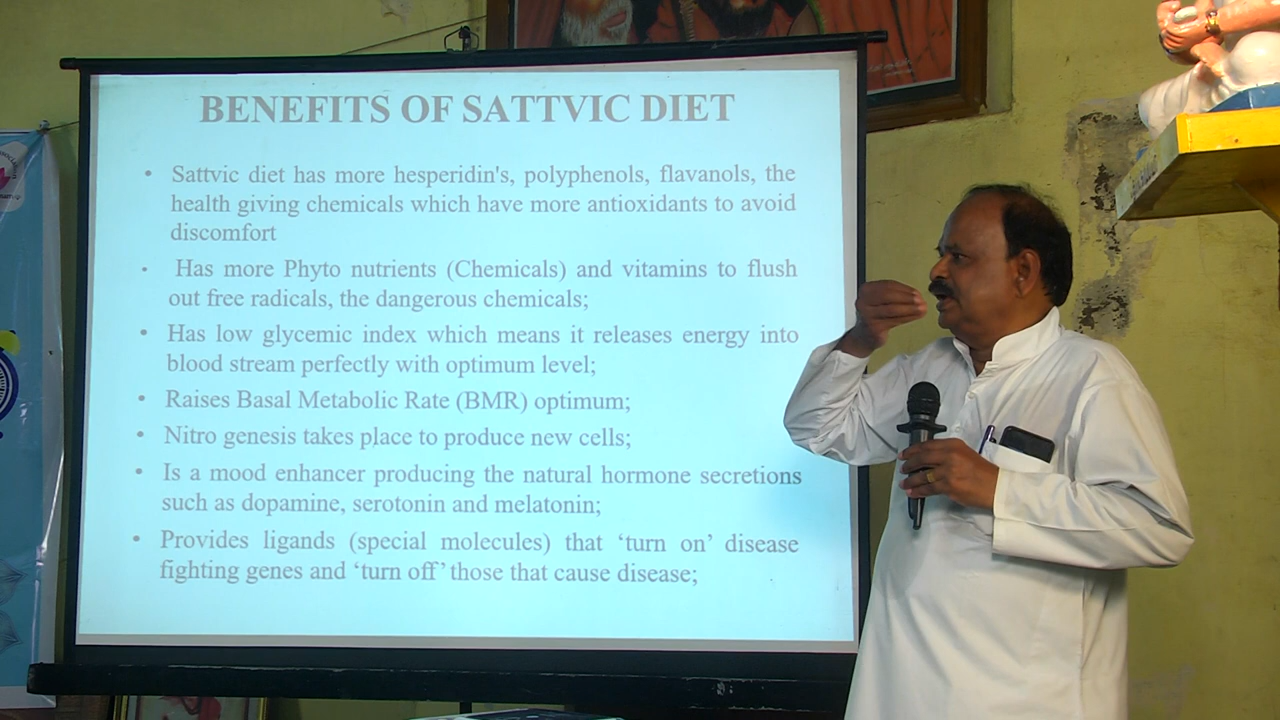 BENEFITS OF SATTVIC DIET
• Sattvic diet has more hesperidin's, polyphenols, flavanols, the
health giving chemicals which have more antioxidants to avoid
discomfort
• Has more Phyto nutrients (Chemicals) and vitamins to flush
out free radicals, the dangerous chemicals;
• Has low glycemic index which means it releases energy into
blood stream perfectly with optimum level;
• Raises Basal Metabolic Rate (BMR) optimum;
• Nitro genesis takes place to produce new cells;
• Is a mood enhancer producing the natural hormone secretions
such as dopamine, serotonin and melatonin;
• Provides ligands (special molecules) that ‘turn on’ disease
fighting genes and ‘turn off’ those that cause disease;